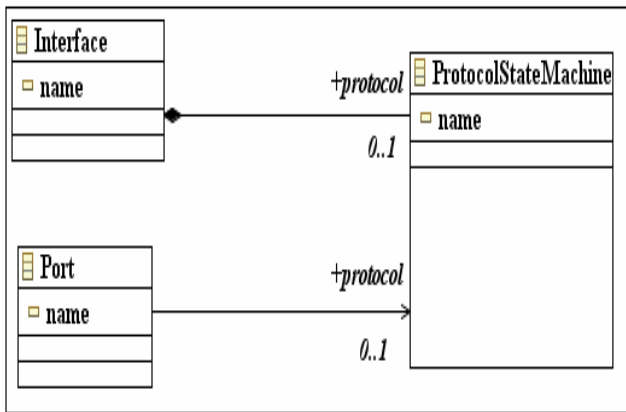 Interface
name
+protocol
0..1
ProtocolStateMachine
name
Port
name
+protocol
0..1